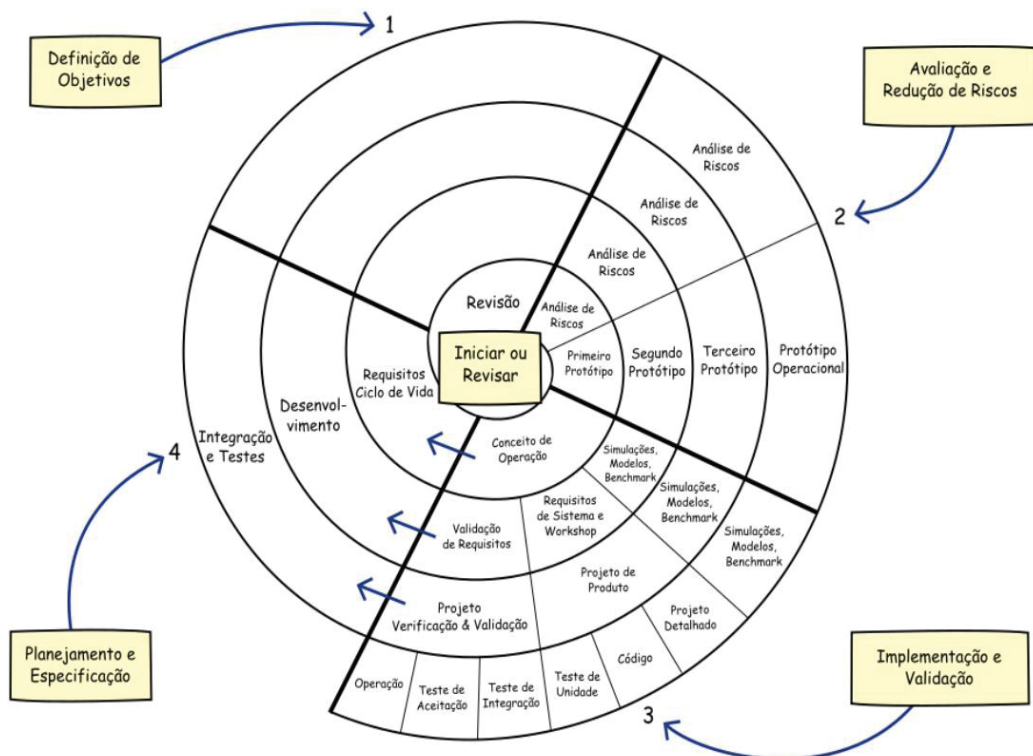 1
Definição de
Objetivos
Avaliação e
Redução de Riscos
2
Análise de
Riscos
Análise de
Riscos
Análise de
Riscos
Análise de
Riscos
Revisão
Iniciar ou
Revisar
Primeiro
Protótipo
Segundo
Protótipo
Terceiro
Protótipo
Protótipo
Operacional
Requisitos
Ciclo de Vida
Desenvol-
vimento
Integração
e Testes
4
Conceito de
Operação
Simulações,
Modelos,
Benchmark
Simulações,
Modelos,
Benchmark
Simulações,
Modelos,
Benchmark
Validação
de Requisitos
Requisitos
de Sistema e
Workshop
Projeto
Verificação & Validação
Projeto de
Produto
Projeto
Detalhado
Código
Teste de
Unidade
Teste de
Integração
Teste de
Aceitação
Operação
3
Planejamento e
Especificação
Implementação e
Validação